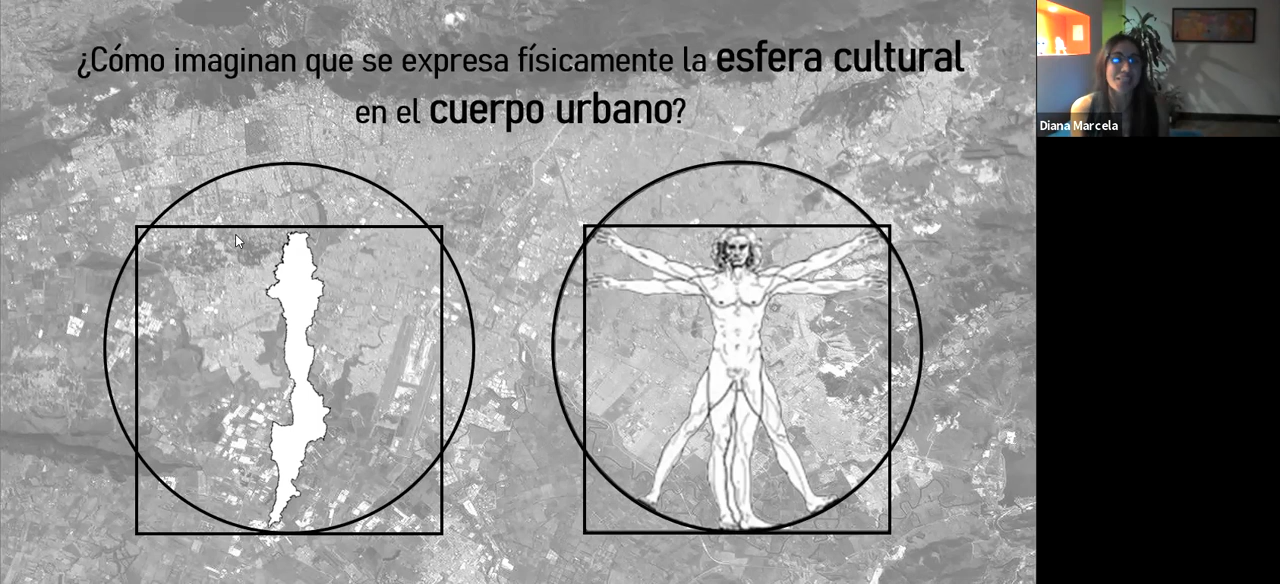 ¿Cómo imaginan que se expresa físicamente la esfera cultural
en el cuerpo urbano?
Diana Marcela